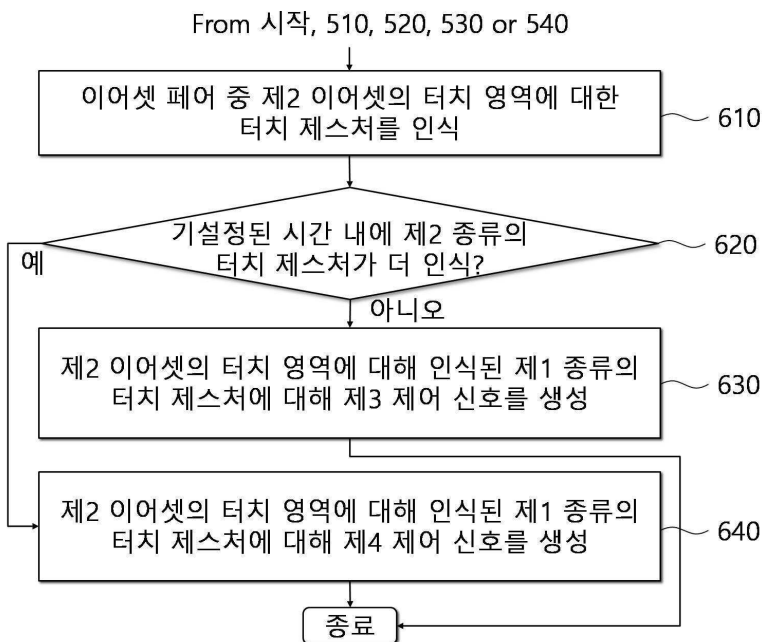 From 시작, 510, 520, 530 or 540
이어셋 페어 중 제2 이어셋의 터치 영역에 대한
터치 제스처를 인식
610
기설정된 시간 내에 제2 종류의
터치 제스처가 더 인식?
620
예
아니오
제2 이어셋의 터치 영역에 대해 인식된 제1 종류의
터치 제스처에 대해 제3 제어 신호를 생성
630
제2 이어셋의 터치 영역에 대해 인식된 제1 종류의
터치 제스처에 대해 제4 제어 신호를 생성
640
종료